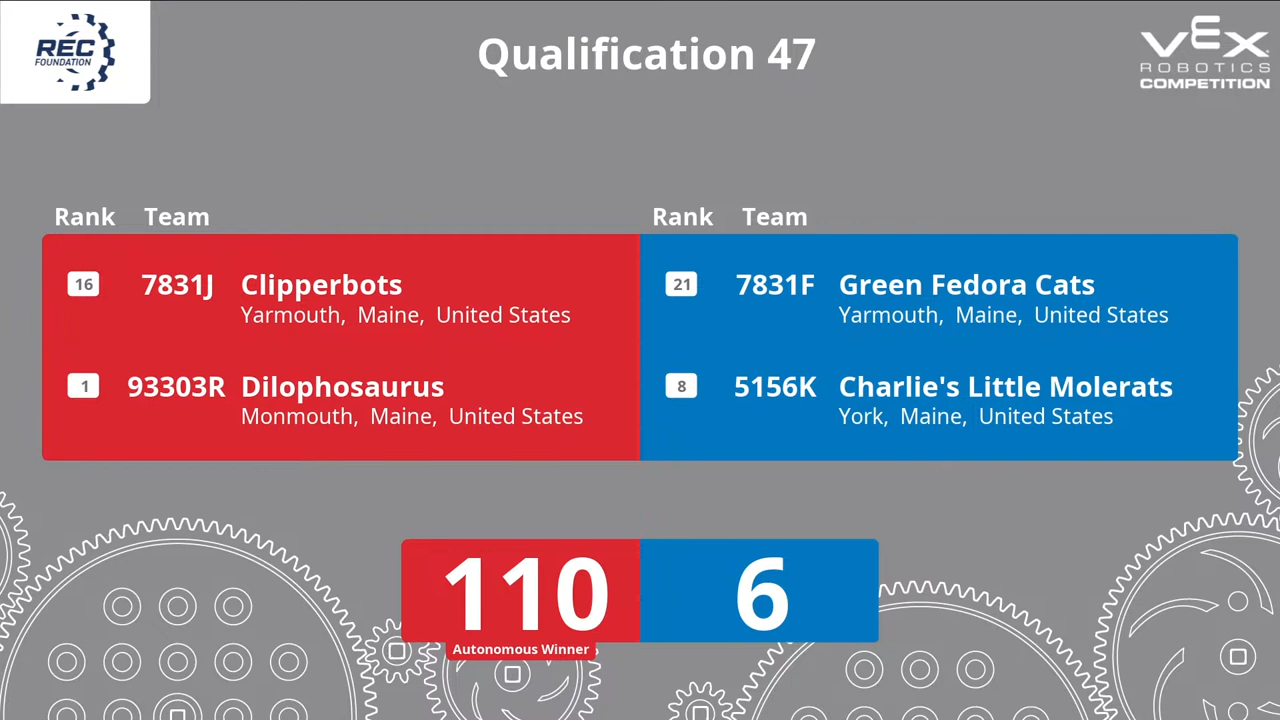 REC
FOUNDATION
Qualification 47
VEX
ROBOTICS
COMPETITION
Rank Team
16 7831J Clipperbots
Yarmouth, Maine, United States
1 93303R Dilophosaurus
Monmouth, Maine, United States
Rank Team
21 7831F Green Fedora Cats
Yarmouth, Maine, United States
8 5156K Charlie's Little Molerats
York, Maine, United States
110 6
Autonomous Winner